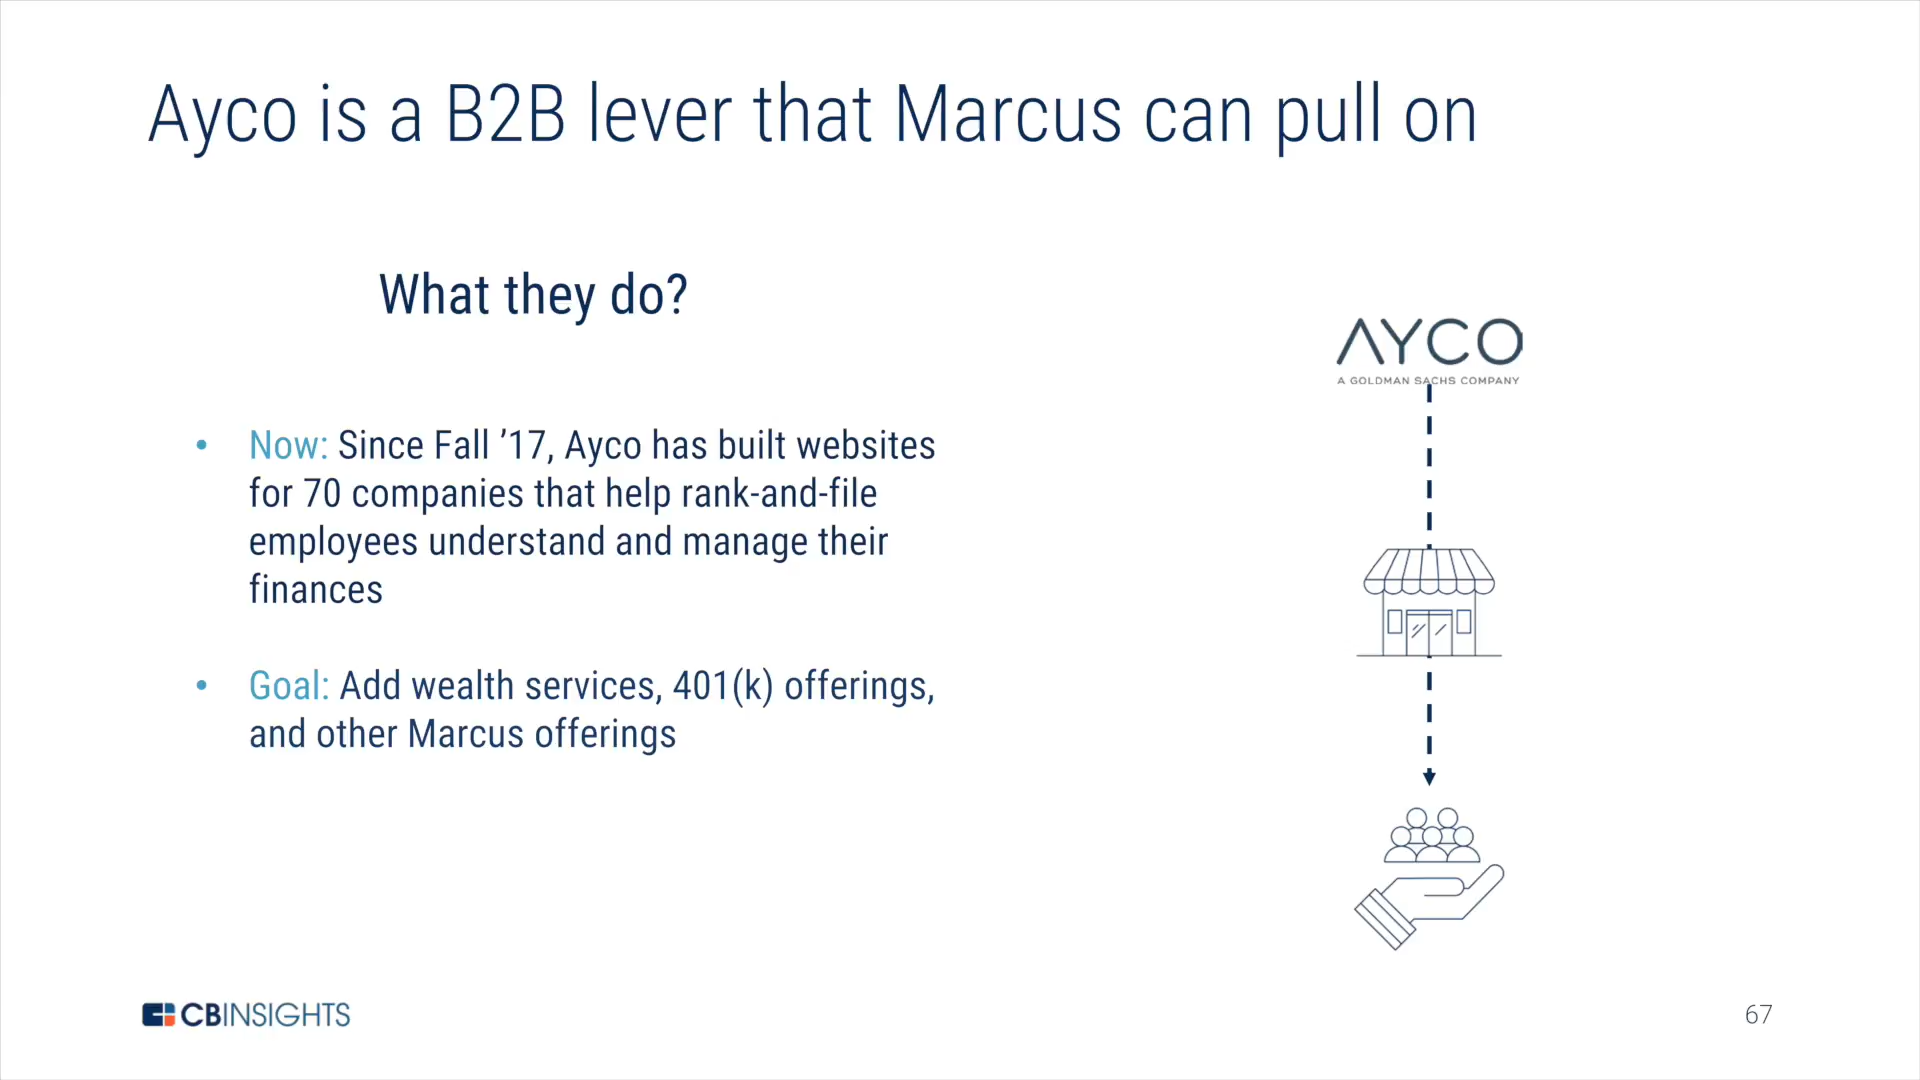 Ayco is a B2B lever that Marcus can pull on
What they do?
• Now: Since Fall ’17, Ayco has built websites
for 70 companies that help rank-and-file
employees understand and manage their
finances
• Goal: Add wealth services, 401(k) offerings,
and other Marcus offerings
AYCO
A GOLDMAN SACHS COMPANY
CBINSIGHTS
67